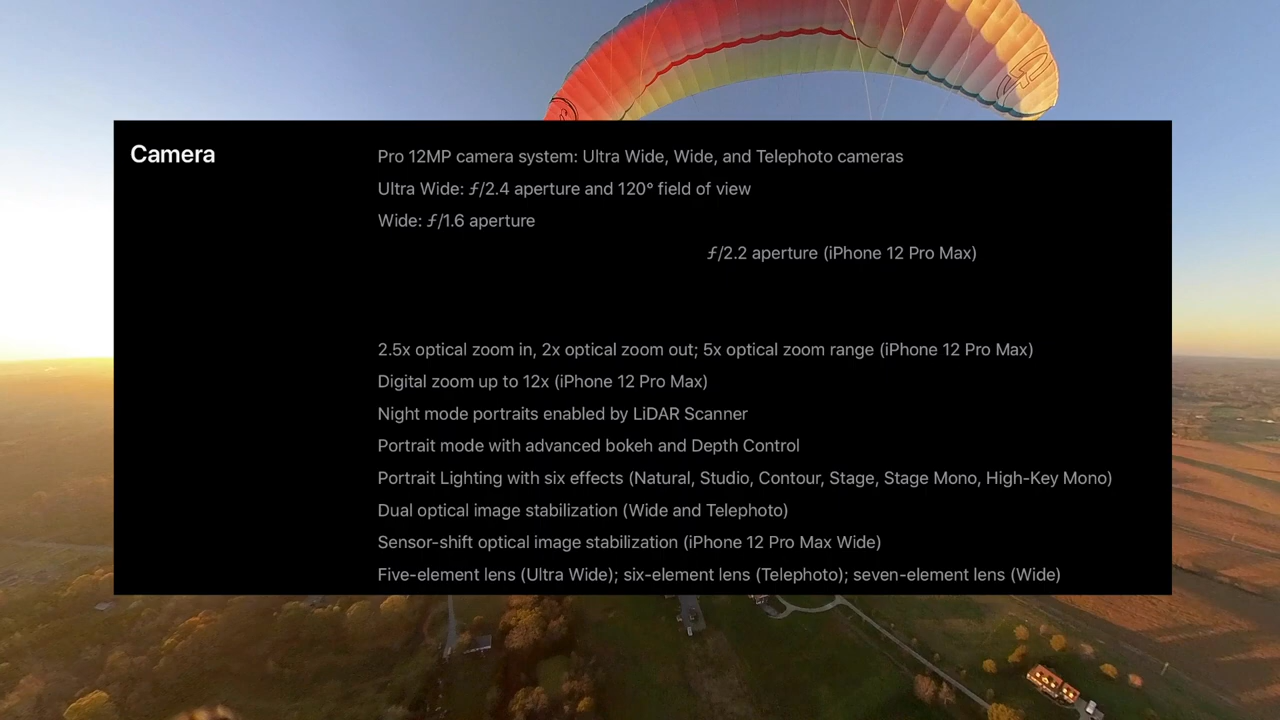 Camera
Pro 12MP camera system: Ultra Wide, Wide, and Telephoto cameras
Ultra Wide: ƒ/2.4 aperture and 120° field of view
Wide: ƒ/1.6 aperture
ƒ/2.2 aperture (iPhone 12 Pro Max)
2.5x optical zoom in, 2x optical zoom out; 5x optical zoom range (iPhone 12 Pro Max)
Digital zoom up to 12x (iPhone 12 Pro Max)
Night mode portraits enabled by LiDAR Scanner
Portrait mode with advanced bokeh and Depth Control
Portrait Lighting with six effects (Natural, Studio, Contour, Stage, Stage Mono, High-Key Mono)
Dual optical image stabilization (Wide and Telephoto)
Sensor-shift optical image stabilization (iPhone 12 Pro Max Wide)
Five-element lens (Ultra Wide); six-element lens (Telephoto); seven-element lens (Wide)